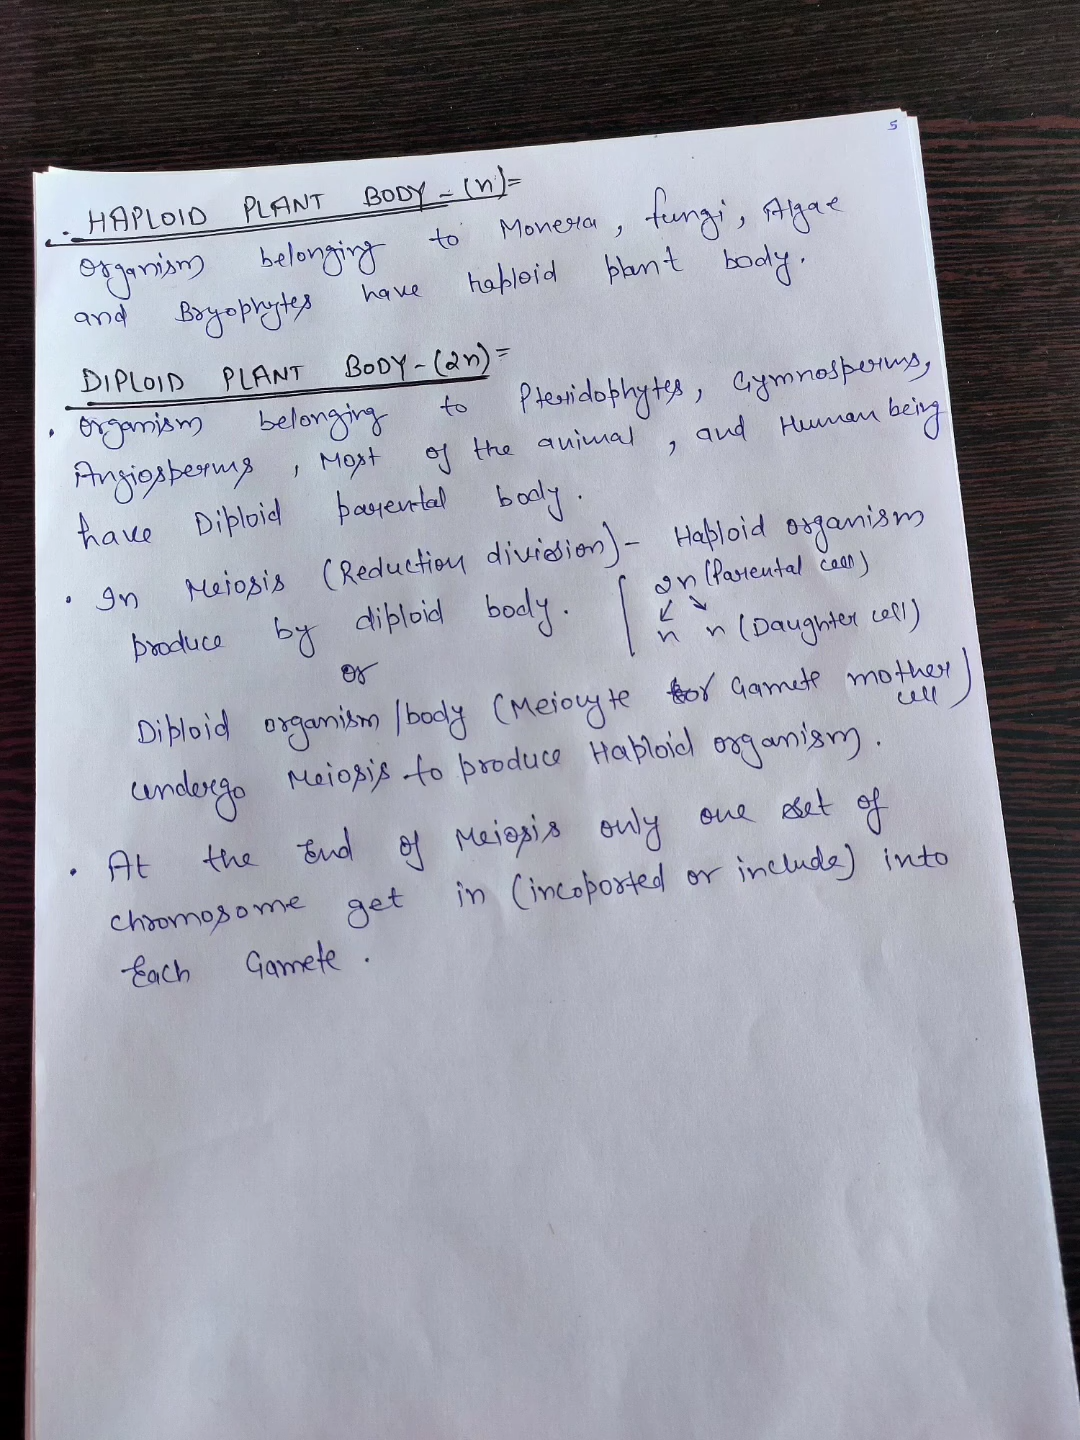 5
. HAPLOID PLANT BODY - (n)=
organism belonging to Monera, fungi, Algae
and Bryophytes have haploid plant body.
DIPLOID PLANT BODY - (2n) =
. organism belonging to Pteridophytes, Gymnosperms,
Angiosperms, Most of the animal, and Human being
have Diploid parental body.
. In Meiosis (Reduction division) - Haploid organism
produce by diploid body.
2n (Parental cell)
n n (Daughter cell)
or
Diploid organism/body (Meiocyte or Gamete mother cell)
undergo Meiosis to produce Haploid organism.
. At the End of Meiosis only one set of
chromosome get in (incoported or include) into
Each Gamete.